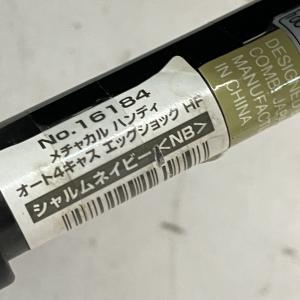 No.16184
メチャカル ハンディ
オート4キャス エッグショック HF
シャルムネイビー<NB>
DESIGNE
COMBI JAP
MANUFAC
IN CHINA